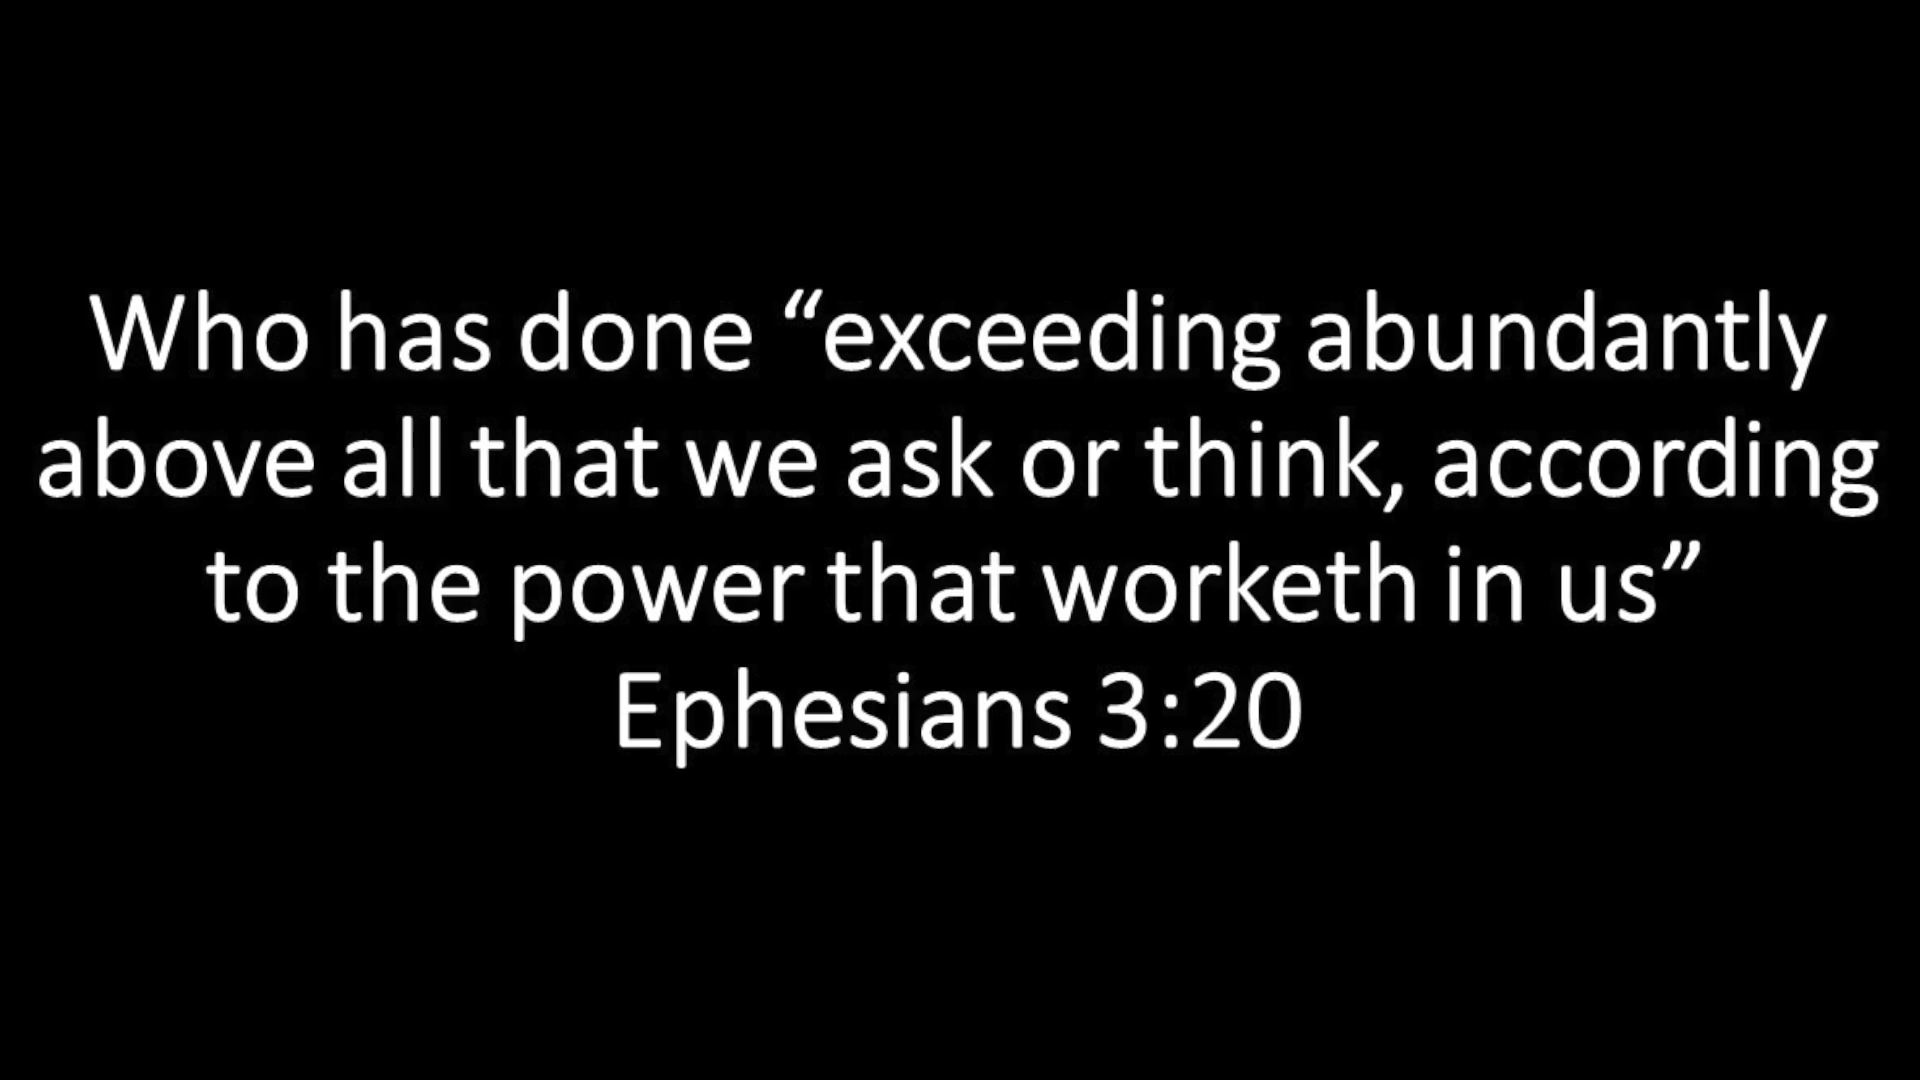 Who has done “exceeding abundantly
above all that we ask or think, according
to the power that worketh in us”
Ephesians 3:20